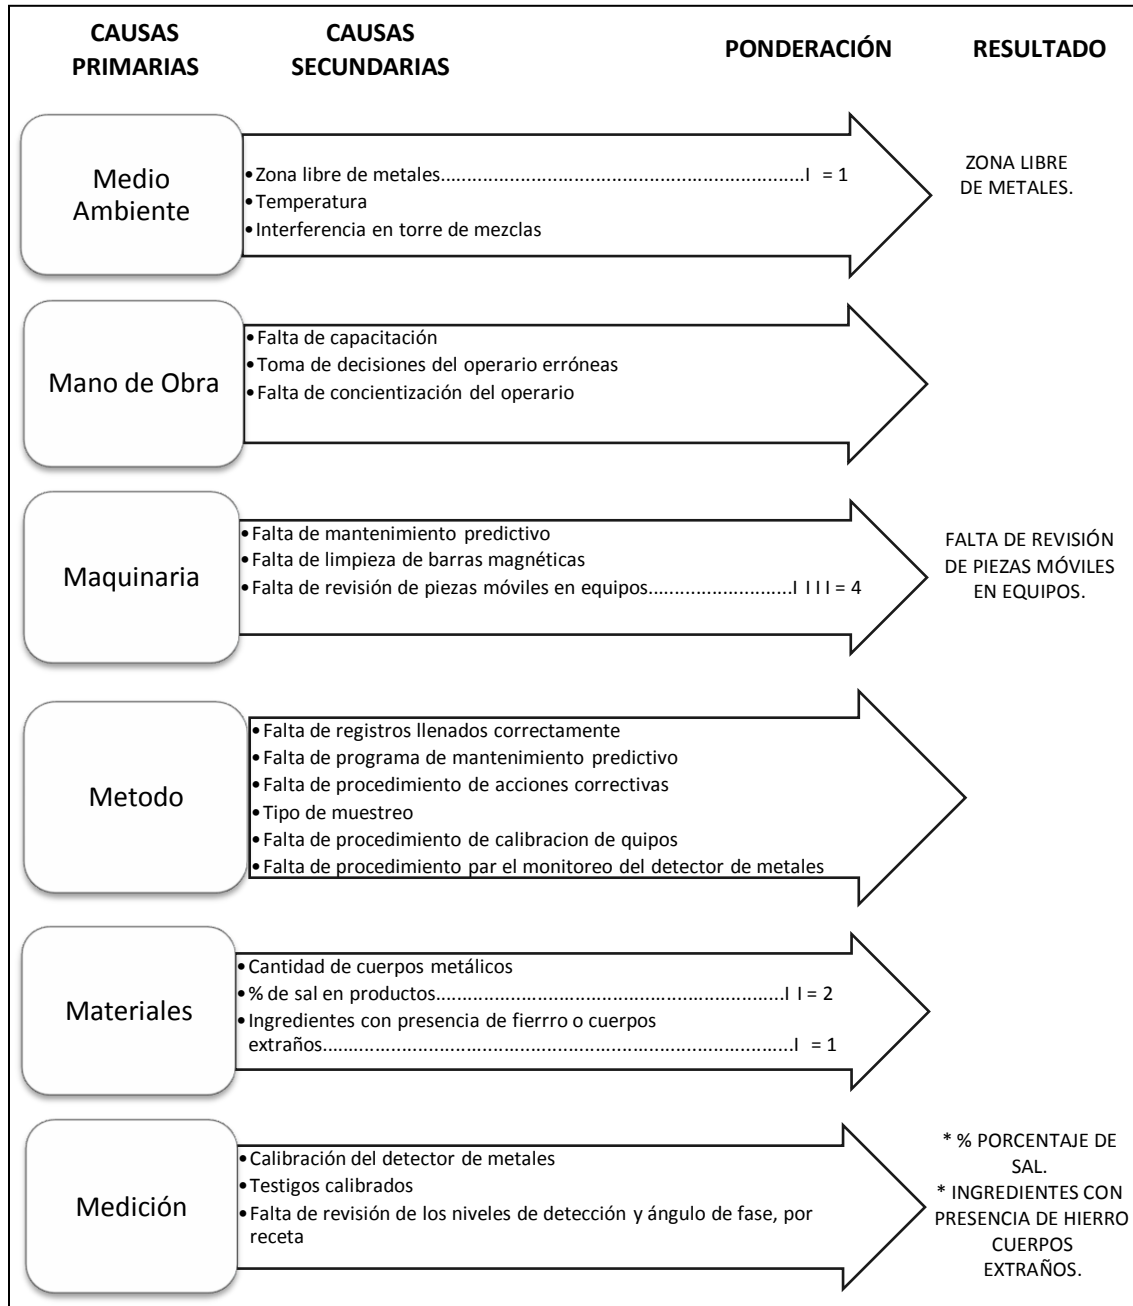 CAUSAS
PRIMARIAS
CAUSAS
SECUNDARIAS
PONDERACIÓN
RESULTADO
Medio
Ambiente
•Zona libre de metales.....................................................................I = 1
•Temperatura
•Interferencia en torre de mezclas
ZONA LIBRE
DE METALES.
Mano de Obra
•Falta de capacitación
•Toma de decisiones del operario erróneas
•Falta de concientización del operario
Maquinaria
•Falta de mantenimiento predictivo
•Falta de limpieza de barras magnéticas
•Falta de revisión de piezas móviles en equipos...........................I I I I = 4
FALTA DE REVISIÓN
DE PIEZAS MÓVILES
EN EQUIPOS.
Metodo
•Falta de registros llenados correctamente
•Falta de programa de mantenimiento predictivo
•Falta de procedimiento de acciones correctivas
•Tipo de muestreo
•Falta de procedimiento de calibracion de quipos
•Falta de procedimiento par el monitoreo del detector de metales
Materiales
•Cantidad de cuerpos metálicos
•% de sal en productos..................................................................I I = 2
•Ingredientes con presencia de fierrro o cuerpos
extraños.........................................................................................I = 1
Medición
•Calibración del detector de metales
•Testigos calibrados
•Falta de revisión de los niveles de detección y ángulo de fase, por
receta
* % PORCENTAJE DE
SAL.
* INGREDIENTES CON
PRESENCIA DE HIERRO
CUERPOS
EXTRAÑOS.